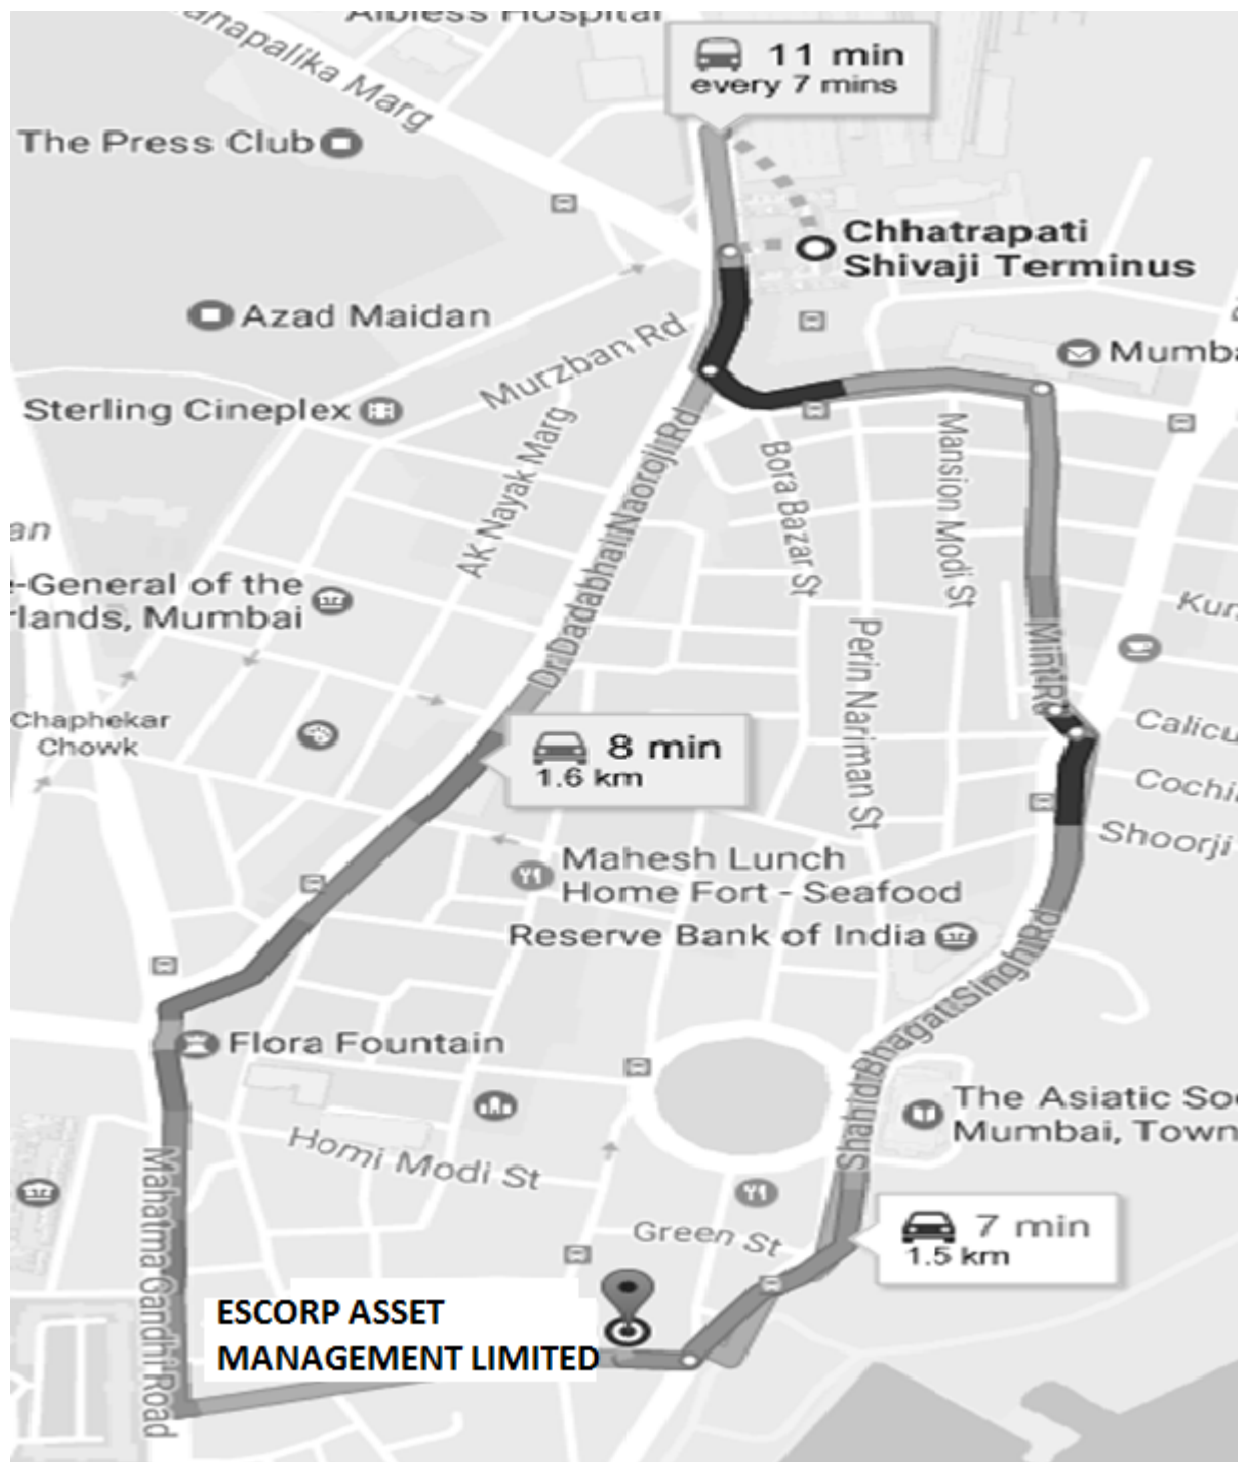 Albless Hospital
anapalika Marg
11 min
every 7 mins
The Press Club
Chhatrapati
Shivaji Terminus
Azad Maidan
Murzban Rd
Mumba
Sterling Cineplex
AK Nayak Marg
Dr Dadabhai Naoroji Rd
Bora Bazar St
Mansion Modi St
an
-General of the
rlands, Mumbai
Kur
Mint Rd
Perin Nariman St
Chaphekar
Chowk
Calicu
8 min
1.6 km
Cochi
Shoorji
Mahesh Lunch
Home Fort - Seafood
Reserve Bank of India
Shahid Bhagat Singh Rd
Flora Fountain
The Asiatic So
Mumbai, Town
Homi Modi St
Mahatma Gandhi Road
Green St
7 min
1.5 km
ESCORP ASSET
MANAGEMENT LIMITED